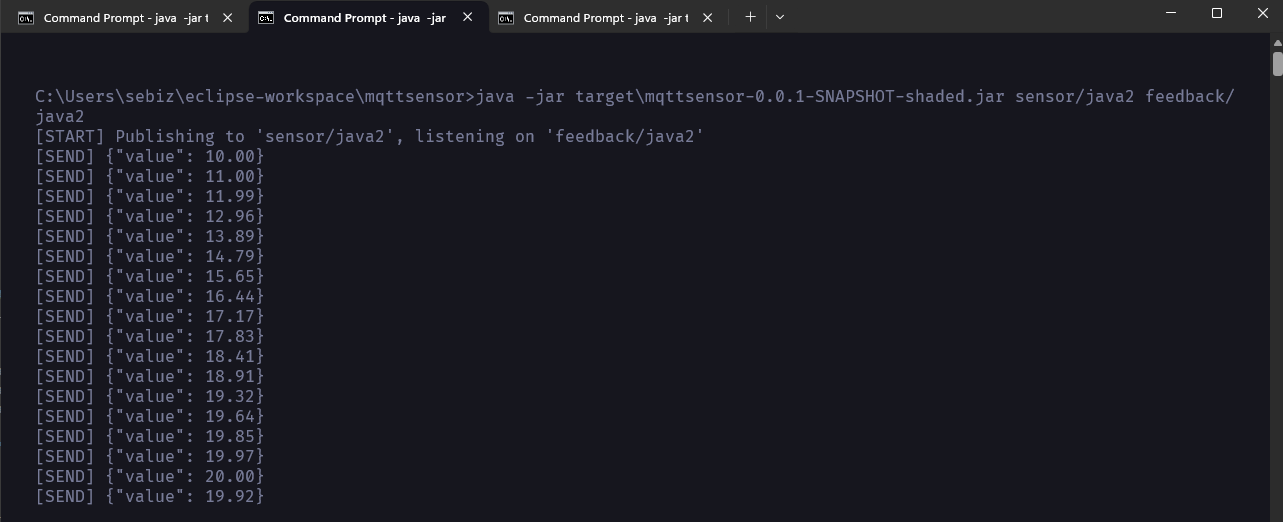 Command Prompt - java -jar t
Command Prompt - java -jar
Command Prompt - java -jar t
C:\Users\sebiz\eclipse-workspace\mqttsensor>java -jar target\mqttsensor-0.0.1-SNAPSHOT-shaded.jar sensor/java2 feedback/
java2
[START] Publishing to 'sensor/java2', listening on 'feedback/java2'
[SEND] {"value": 10.00}
[SEND] {"value": 11.00}
[SEND] {"value": 11.99}
[SEND] {"value": 12.96}
[SEND] {"value": 13.89}
[SEND] {"value": 14.79}
[SEND] {"value": 15.65}
[SEND] {"value": 16.44}
[SEND] {"value": 17.17}
[SEND] {"value": 17.83}
[SEND] {"value": 18.41}
[SEND] {"value": 18.91}
[SEND] {"value": 19.32}
[SEND] {"value": 19.64}
[SEND] {"value": 19.85}
[SEND] {"value": 19.97}
[SEND] {"value": 20.00}
[SEND] {"value": 19.92}